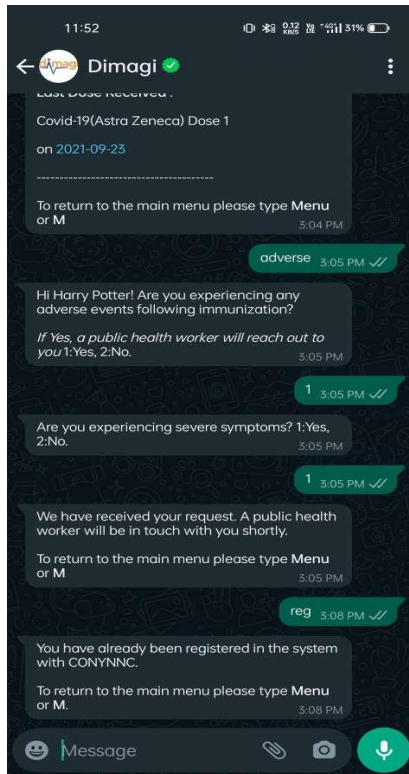 11:52
0.12 KB/S 4G 31%
Dimagi
Last Dose Received :
Covid-19(Astra Zeneca) Dose 1
on 2021-09-23
----------------------------------------
To return to the main menu please type Menu
or M
3:04 PM
adverse 3:05 PM
Hi Harry Potter! Are you experiencing any
adverse events following immunization?
If Yes, a public health worker will reach out to
you1:Yes, 2:No.
3:05 PM
1 3:05 PM
Are you experiencing severe symptoms? 1:Yes,
2:No.
3:05 PM
1 3:05 PM
We have received your request. A public health
worker will be in touch with you shortly.
To return to the main menu please type Menu
or M
3:05 PM
reg 3:08 PM
You have already been registered in the system
with CONYNNC.
To return to the main menu please type Menu
or M.
3:08 PM
Message